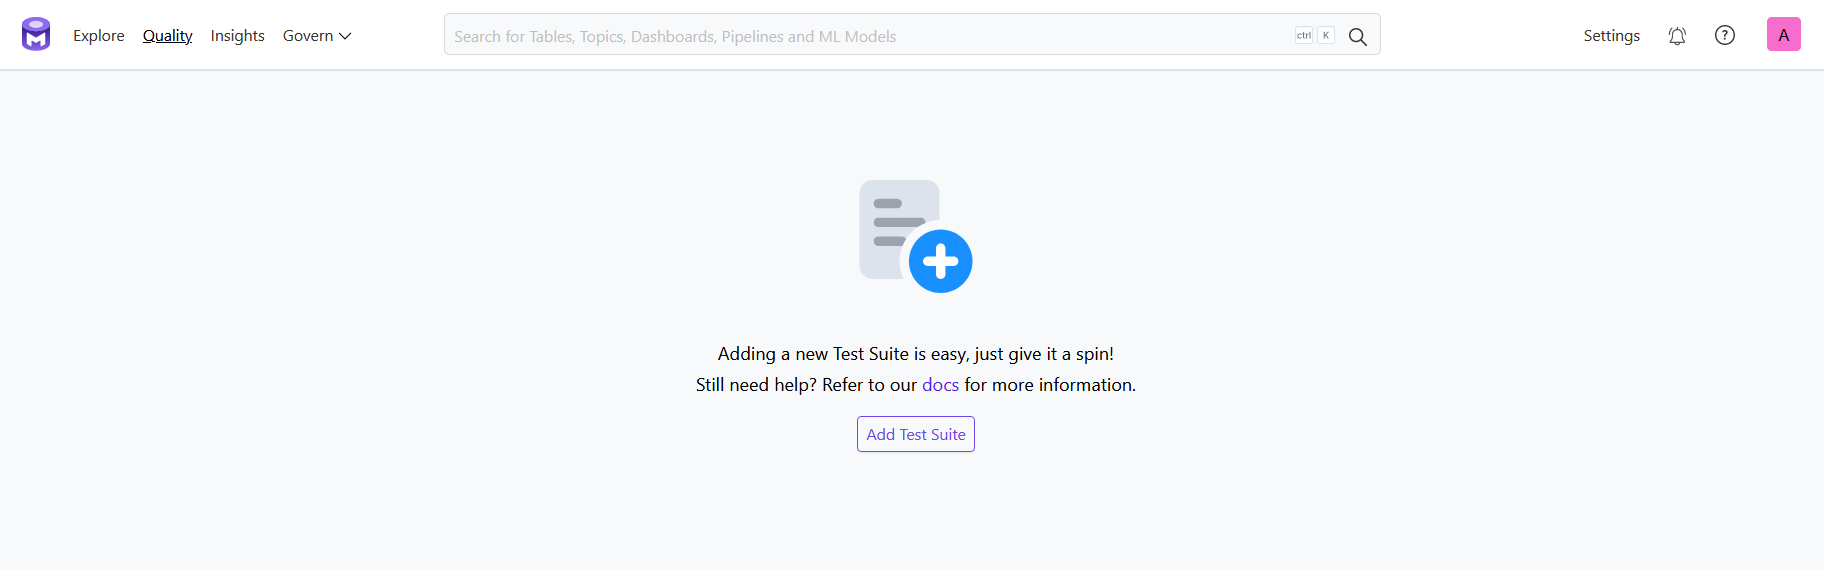 Explore Quality Insights Govern
Search for Tables, Topics, Dashboards, Pipelines and ML Models
ctrl K
Settings
A
Adding a new Test Suite is easy, just give it a spin!
Still need help? Refer to our docs for more information.
Add Test Suite